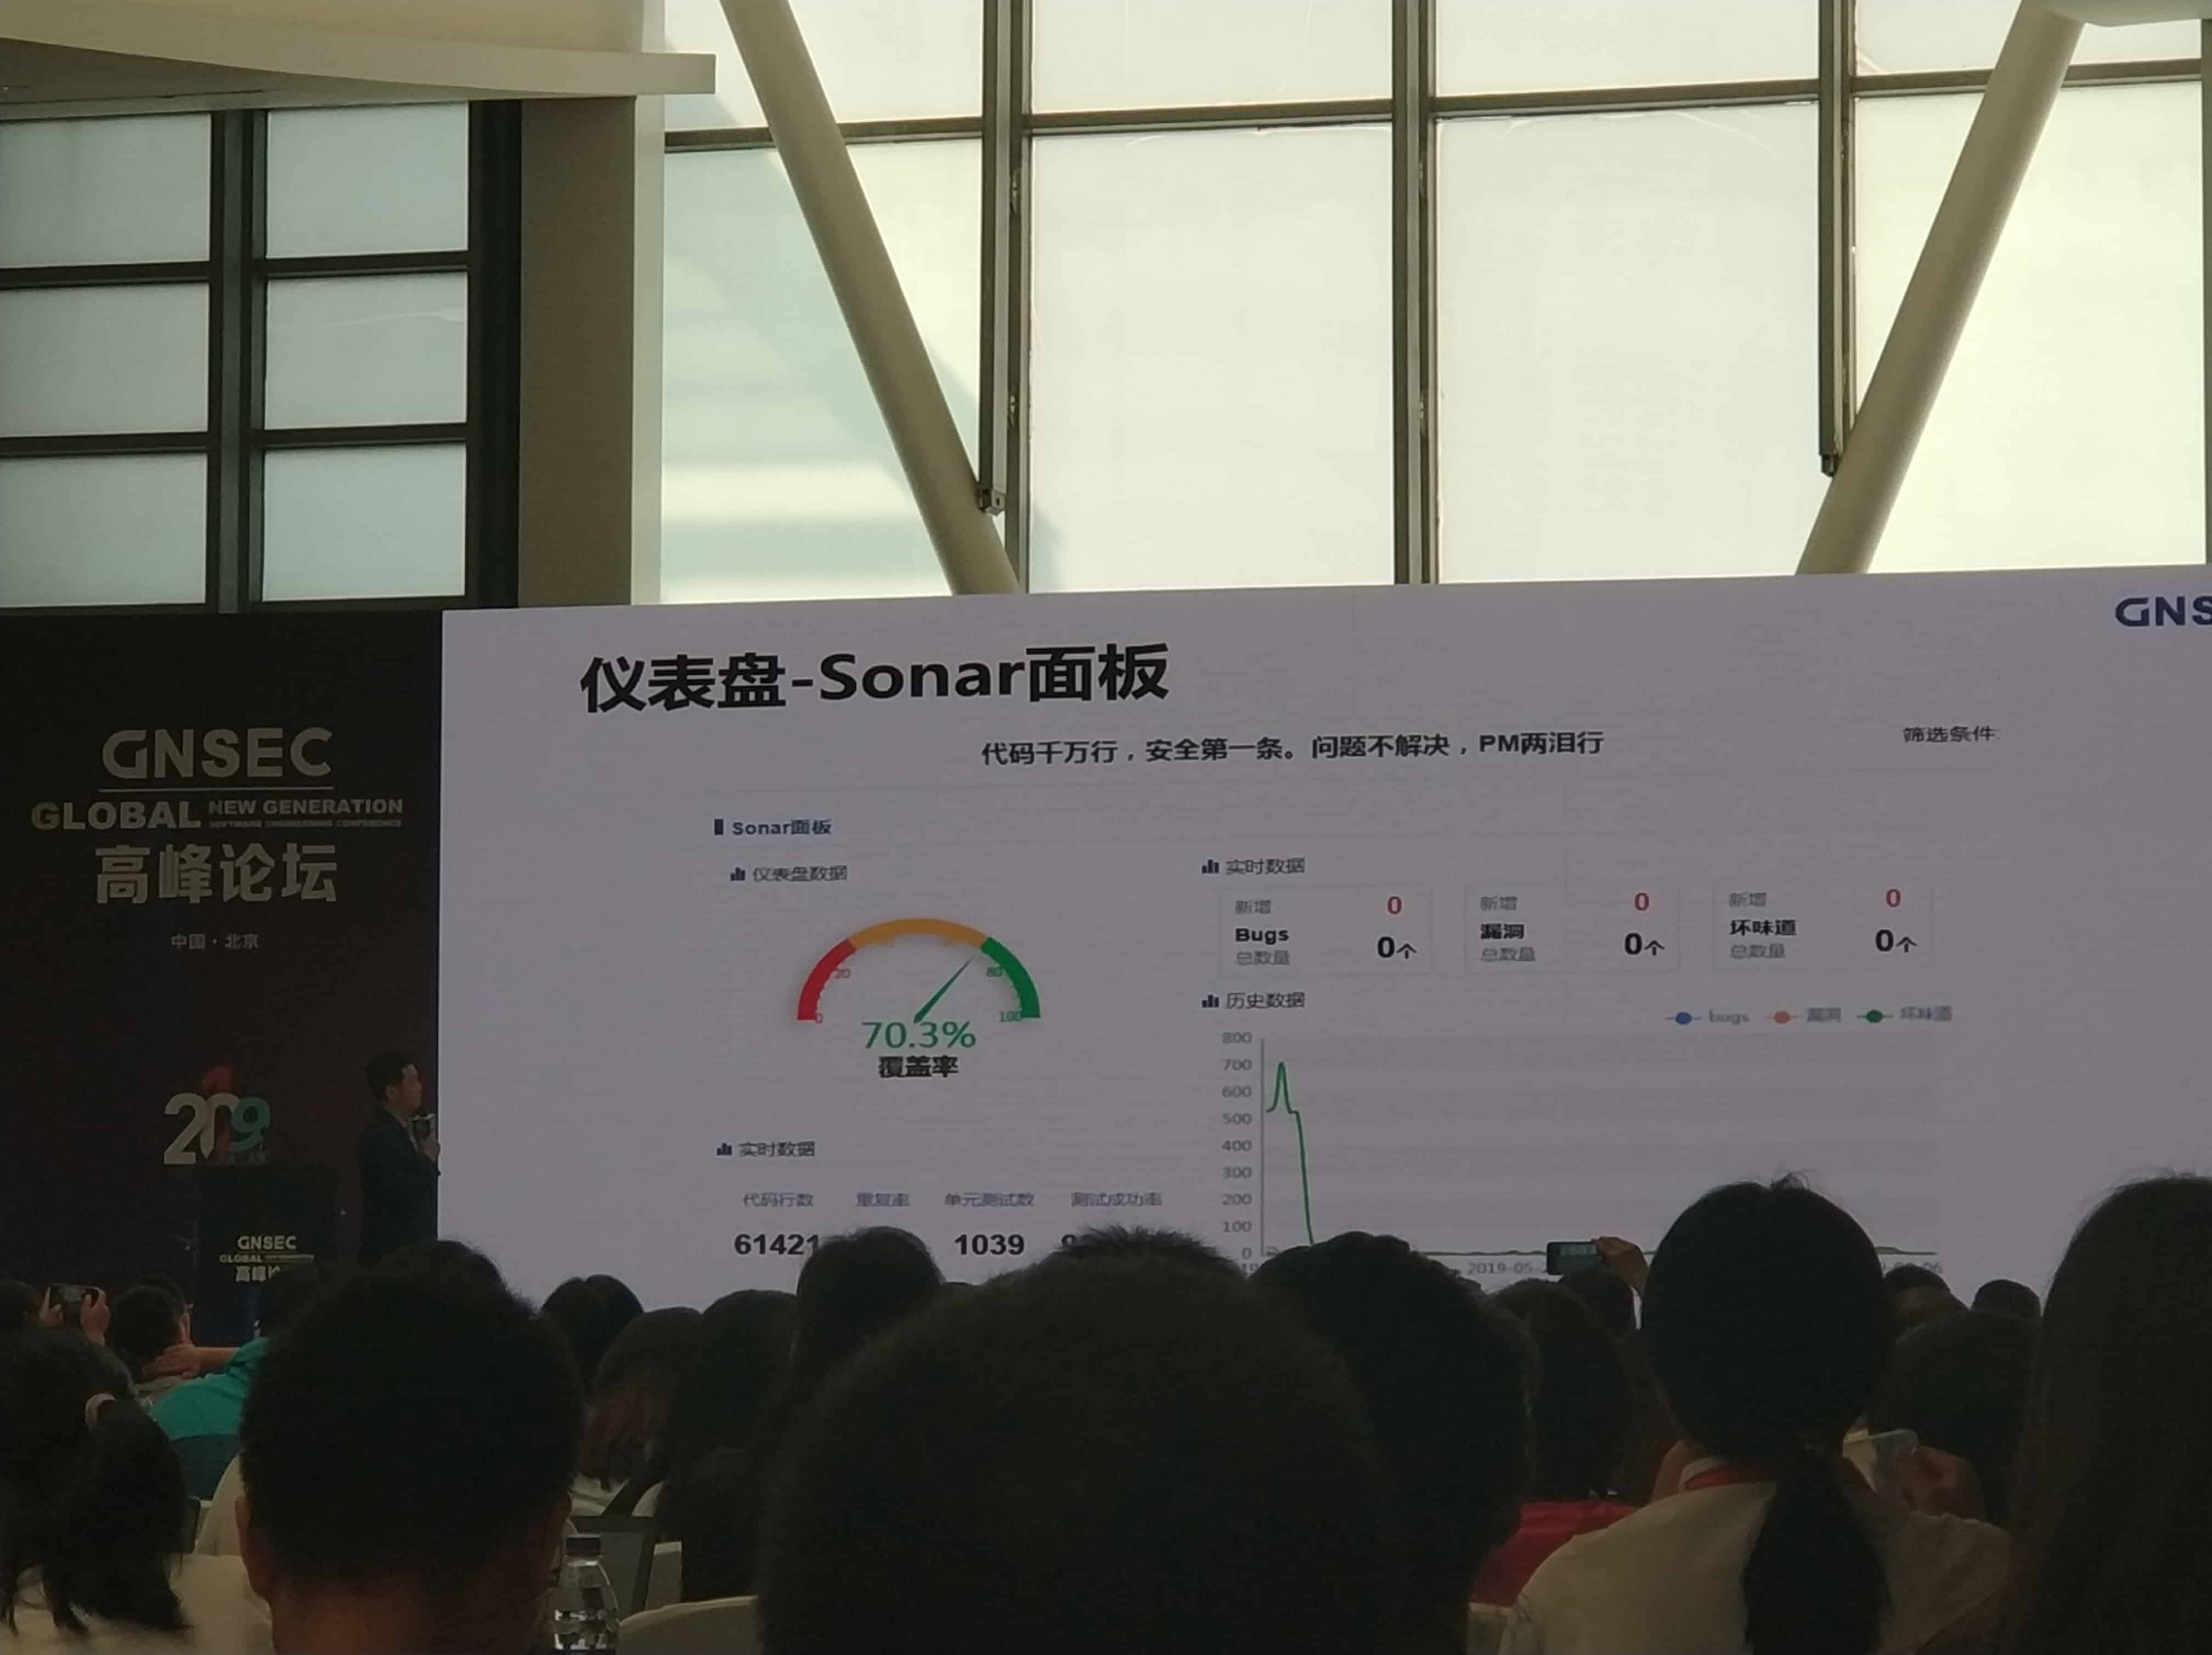 GNS
仪表盘-Sonar面板
代码千万行，安全第一条。问题不解决，PM两泪行
筛选条件:
Sonar面板
仪表盘数据
0
20
80
100
70.3%
覆盖率
实时数据
代码行数 重复率 单元测试数 测试成功率
61421 1039
实时数据
新增 0
Bugs
总数量 0个
新增 0
漏洞
总数量 0个
新增 0
坏味道
总数量 0个
历史数据
bugs 漏洞 坏味道
800
700
600
500
400
300
200
100
0
2019-05-
GNSEC
GLOBAL NEW GENERATION
SOFTWARE ENGINEERING CONFERENCE
高峰论坛
中国·北京
2019
GNSEC
GLOBAL
高峰论